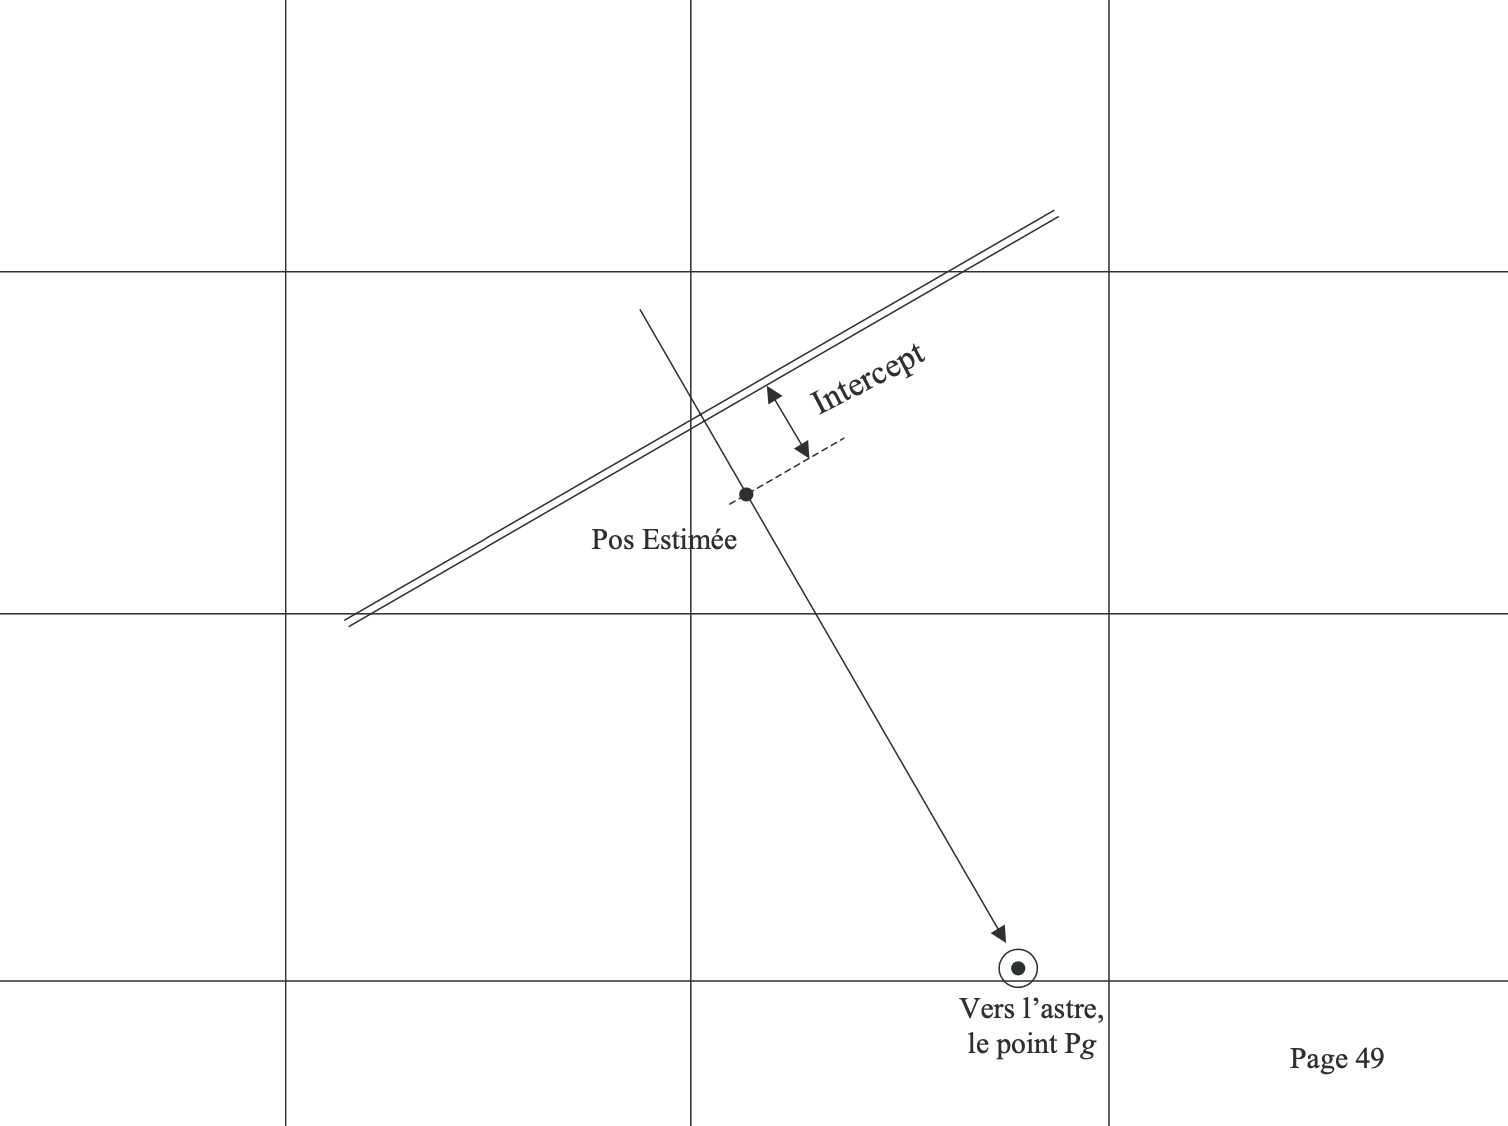 Intercept
Pos Estimée
Vers l’astre,
le point Pg
Page 49